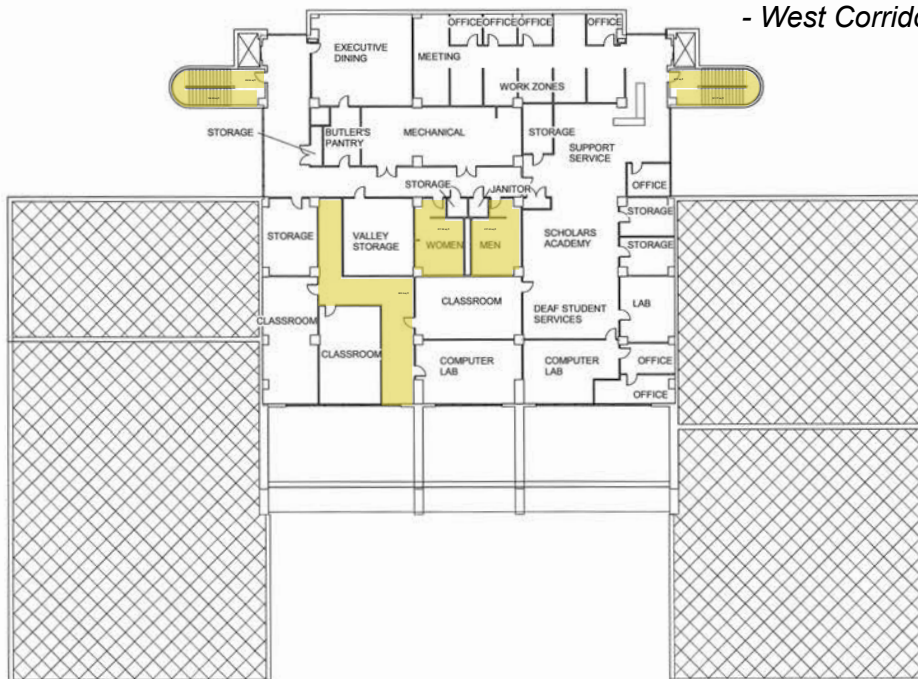 - West Corrido
OFFICE OFFICE OFFICE OFFICE
EXECUTIVE
DINING
MEETING
WORK ZONES
STORAGE
BUTLER'S
PANTRY
MECHANICAL
STORAGE
SUPPORT
SERVICE
STORAGE
JANITOR
OFFICE
STORAGE
VALLEY
STORAGE
WOMEN
MEN
SCHOLARS
ACADEMY
STORAGE
STORAGE
CLASSROOM
CLASSROOM
CLASSROOM
DEAF STUDENT
SERVICES
LAB
COMPUTER
LAB
COMPUTER
LAB
OFFICE
OFFICE